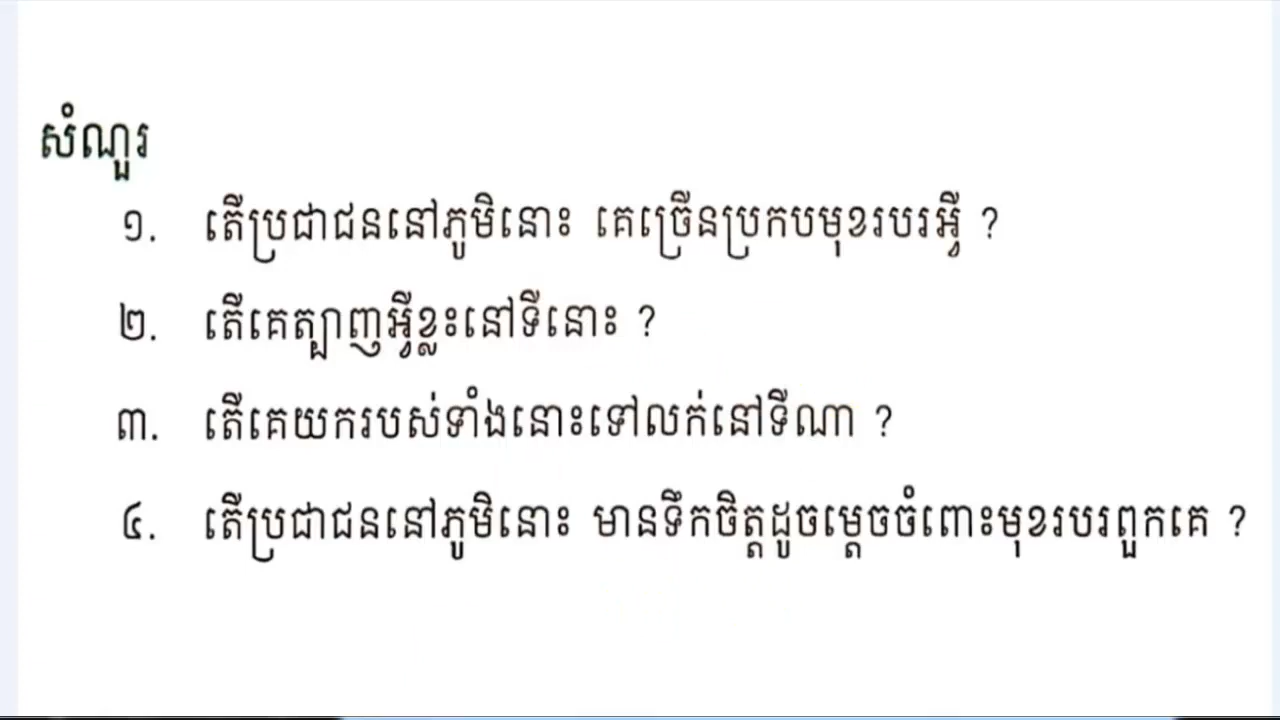 សំណួរ
១. តើប្រជាជននៅភូមិនោះ គេច្រើនប្រកបមុខរបរអ្វី ?
២. តើគេត្បាញអ្វីខ្លះនៅទីនោះ ?
៣. តើគេយករបស់ទាំងនោះទៅលក់នៅទីណា ?
៤. តើប្រជាជននៅភូមិនោះ មានទឹកចិត្តដូចម្ដេចចំពោះមុខរបរពួកគេ ?